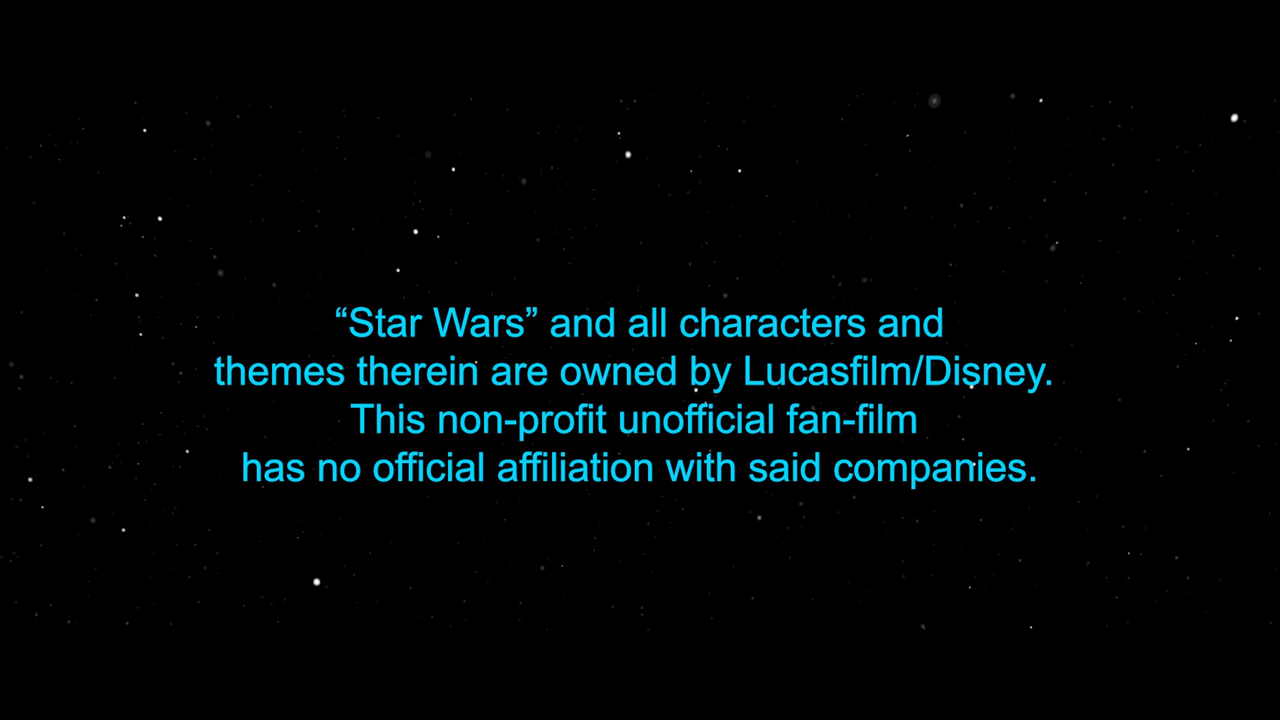 “Star Wars” and all characters and
themes therein are owned by Lucasfilm/Disney.
This non-profit unofficial fan-film
has no official affiliation with said companies.